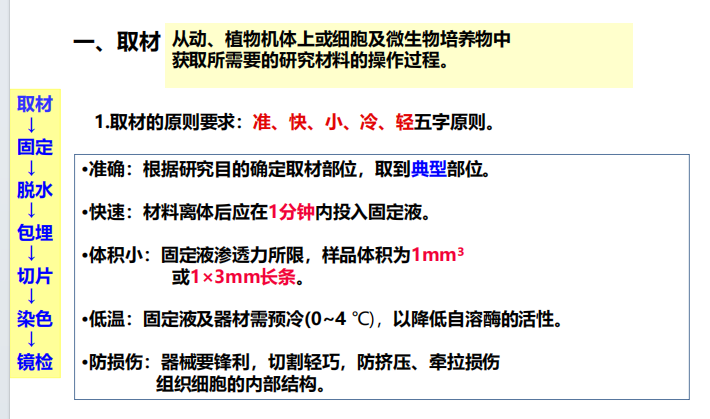 一、取材
从动、植物机体上或细胞及微生物培养物中
获取所需要的研究材料的操作过程。
取材
↓
固定
↓
脱水
↓
包埋
↓
切片
↓
染色
↓
镜检
1.取材的原则要求：准、快、小、冷、轻五字原则。
•准确：根据研究目的确定取材部位，取到典型部位。
•快速：材料离体后应在1分钟内投入固定液。
•体积小：固定液渗透力所限，样品体积为1mm³
或1×3mm长条。
•低温：固定液及器材需预冷(0~4 ℃)，以降低自溶酶的活性。
•防损伤：器械要锋利，切割轻巧，防挤压、牵拉损伤
组织细胞的内部结构。